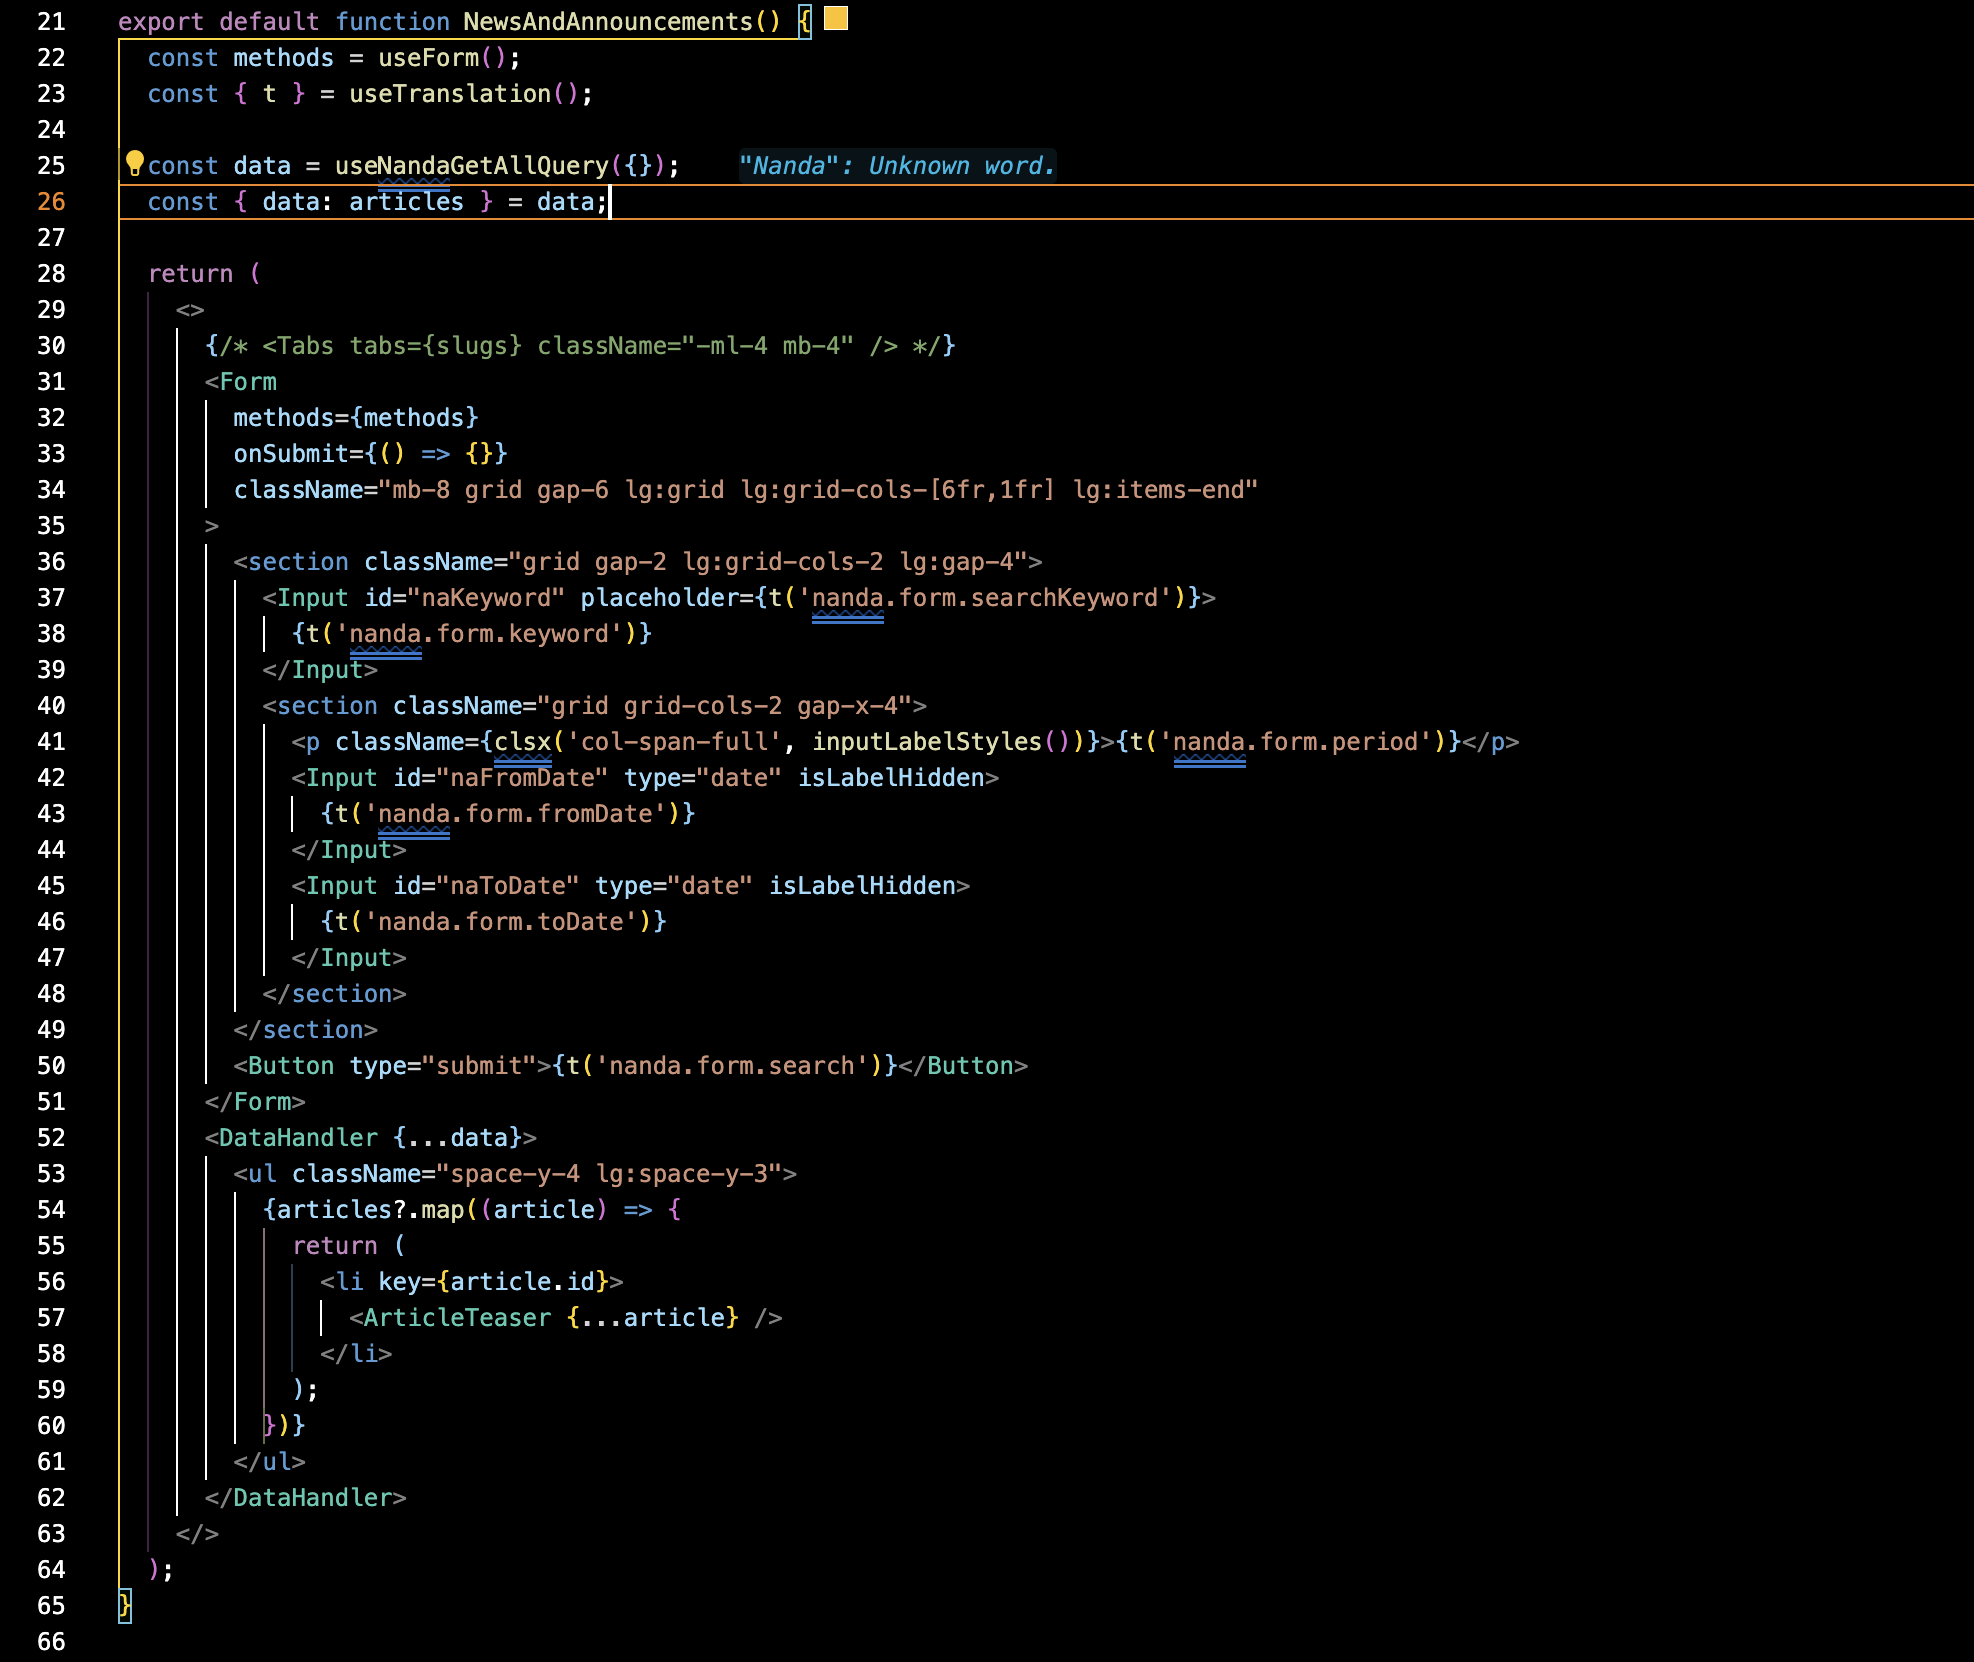 21 export default function NewsAndAnnouncements() {
22 const methods = useForm();
23 const { t } = useTranslation();
24
25 const data = useNandaGetAllQuery({}); "Nanda": Unknown word.
26 const { data: articles } = data;
27
28 return (
29 <>
30 {/* <Tabs tabs={slugs} className="-ml-4 mb-4" /> */}
31 <Form
32 methods={methods}
33 onSubmit={() => {}}
34 className="mb-8 grid gap-6 lg:grid lg:grid-cols-[6fr,1fr] lg:items-end"
35 >
36 <section className="grid gap-2 lg:grid-cols-2 lg:gap-4">
37 <Input id="naKeyword" placeholder={t('nanda.form.searchKeyword')}>
38 {t('nanda.form.keyword')}
39 </Input>
40 <section className="grid grid-cols-2 gap-x-4">
41 <p className={clsx('col-span-full', inputLabelStyles())}>{t('nanda.form.period')}</p>
42 <Input id="naFromDate" type="date" isLabelHidden>
43 {t('nanda.form.fromDate')}
44 </Input>
45 <Input id="naToDate" type="date" isLabelHidden>
46 {t('nanda.form.toDate')}
47 </Input>
48 </section>
49 </section>
50 <Button type="submit">{t('nanda.form.search')}</Button>
51 </Form>
52 <DataHandler {...data}>
53 <ul className="space-y-4 lg:space-y-3">
54 {articles?.map((article) => {
55 return (
56 <li key={article.id}>
57 <ArticleTeaser {...article} />
58 </li>
59 );
60 })}
61 </ul>
62 </DataHandler>
63 </>
64 );
65 }
66